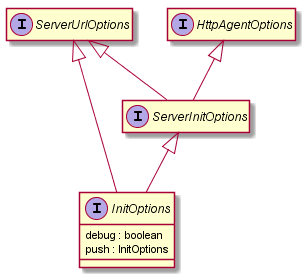 I ServerUrlOptions
I HttpAgentOptions
I ServerInitOptions
I InitOptions
debug : boolean
push : InitOptions